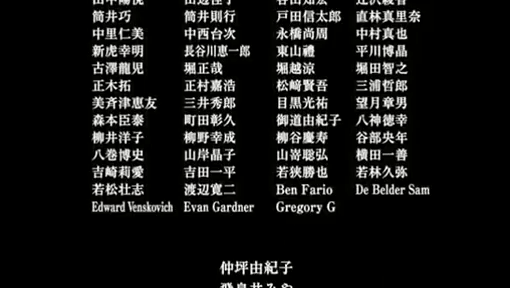 筒井巧 筒井則行 戸田信太郎 直林真里奈
中里仁美 中西台次 永橋尚周 中村真也
新虎幸明 長谷川恵一郎 東山禮 平川博晶
古澤龍児 堀正哉 堀越涼 堀田智之
正木拓 正村嘉浩 松﨑賢吾 三浦哲郎
美斉津恵友 三井秀郎 目黒光祐 望月章男
森本臣泰 町田彰久 御道由紀子 八神徳幸
柳井洋子 柳野幸成 柳谷慶寿 谷部央年
八巻博史 山岸晶子 山嵜聡弘 横田一善
吉崎莉愛 吉田一平 若狭勝也 若林久弥
若松壮志 渡辺寛二 Ben Fario De Belder Sam
Edward Venskovich Evan Gardner Gregory G
仲坪由紀子